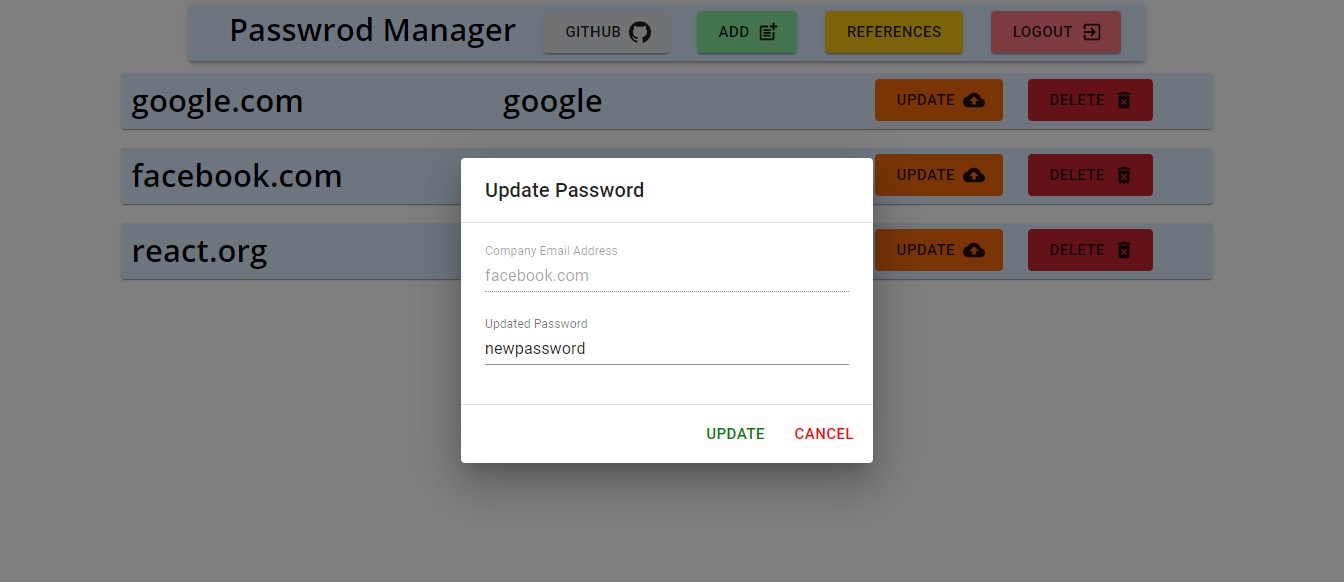 Passwrod Manager GITHUB ADD REFERENCES LOGOUT
google.com google UPDATE DELETE
facebook.com UPDATE DELETE
react.org UPDATE DELETE
Update Password
Company Email Address
facebook.com
Updated Password
newpassword
UPDATE CANCEL